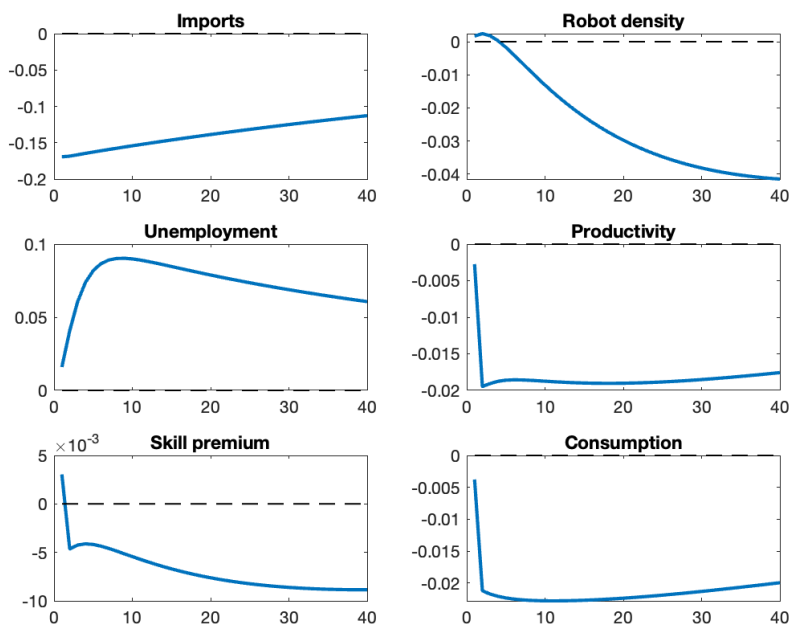 Imports
0
-0.05
-0.1
-0.15
-0.2
0 10 20 30 40
Robot density
0
-0.01
-0.02
-0.03
-0.04
0 10 20 30 40
Unemployment
0.1
0.05
0
0 10 20 30 40
Productivity
0
-0.005
-0.01
-0.015
-0.02
0 10 20 30 40
Skill premium
×10⁻³
5
0
-5
-10
0 10 20 30 40
Consumption
0
-0.005
-0.01
-0.015
-0.02
0 10 20 30 40